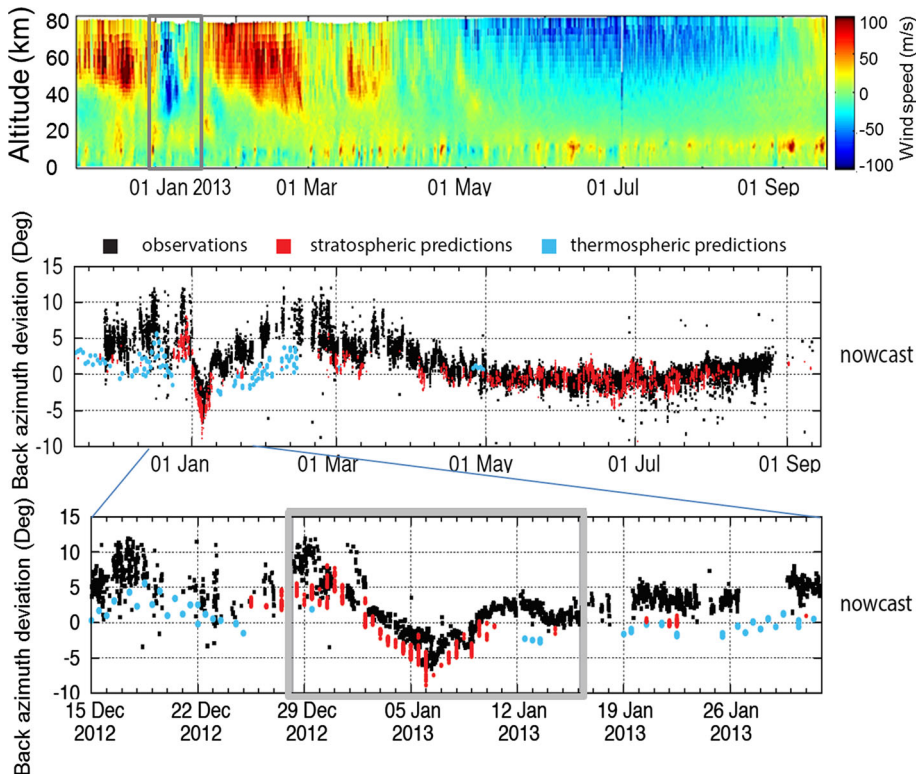 80
60
40
20
0
Altitude (km)
01 Jan 2013
01 Mar
01 May
01 Jul
01 Sep
100
50
0
-50
-100
Wind speed (m/s)
observations
stratospheric predictions
thermospheric predictions
Back azimuth deviation (Deg)
15
10
5
0
-5
-10
01 Jan
01 Mar
01 May
01 Jul
01 Sep
nowcast
Back azimuth deviation (Deg)
15
10
5
0
-5
-10
15 Dec
2012
22 Dec
2012
29 Dec
2012
05 Jan
2013
12 Jan
2013
19 Jan
2013
26 Jan
2013
nowcast